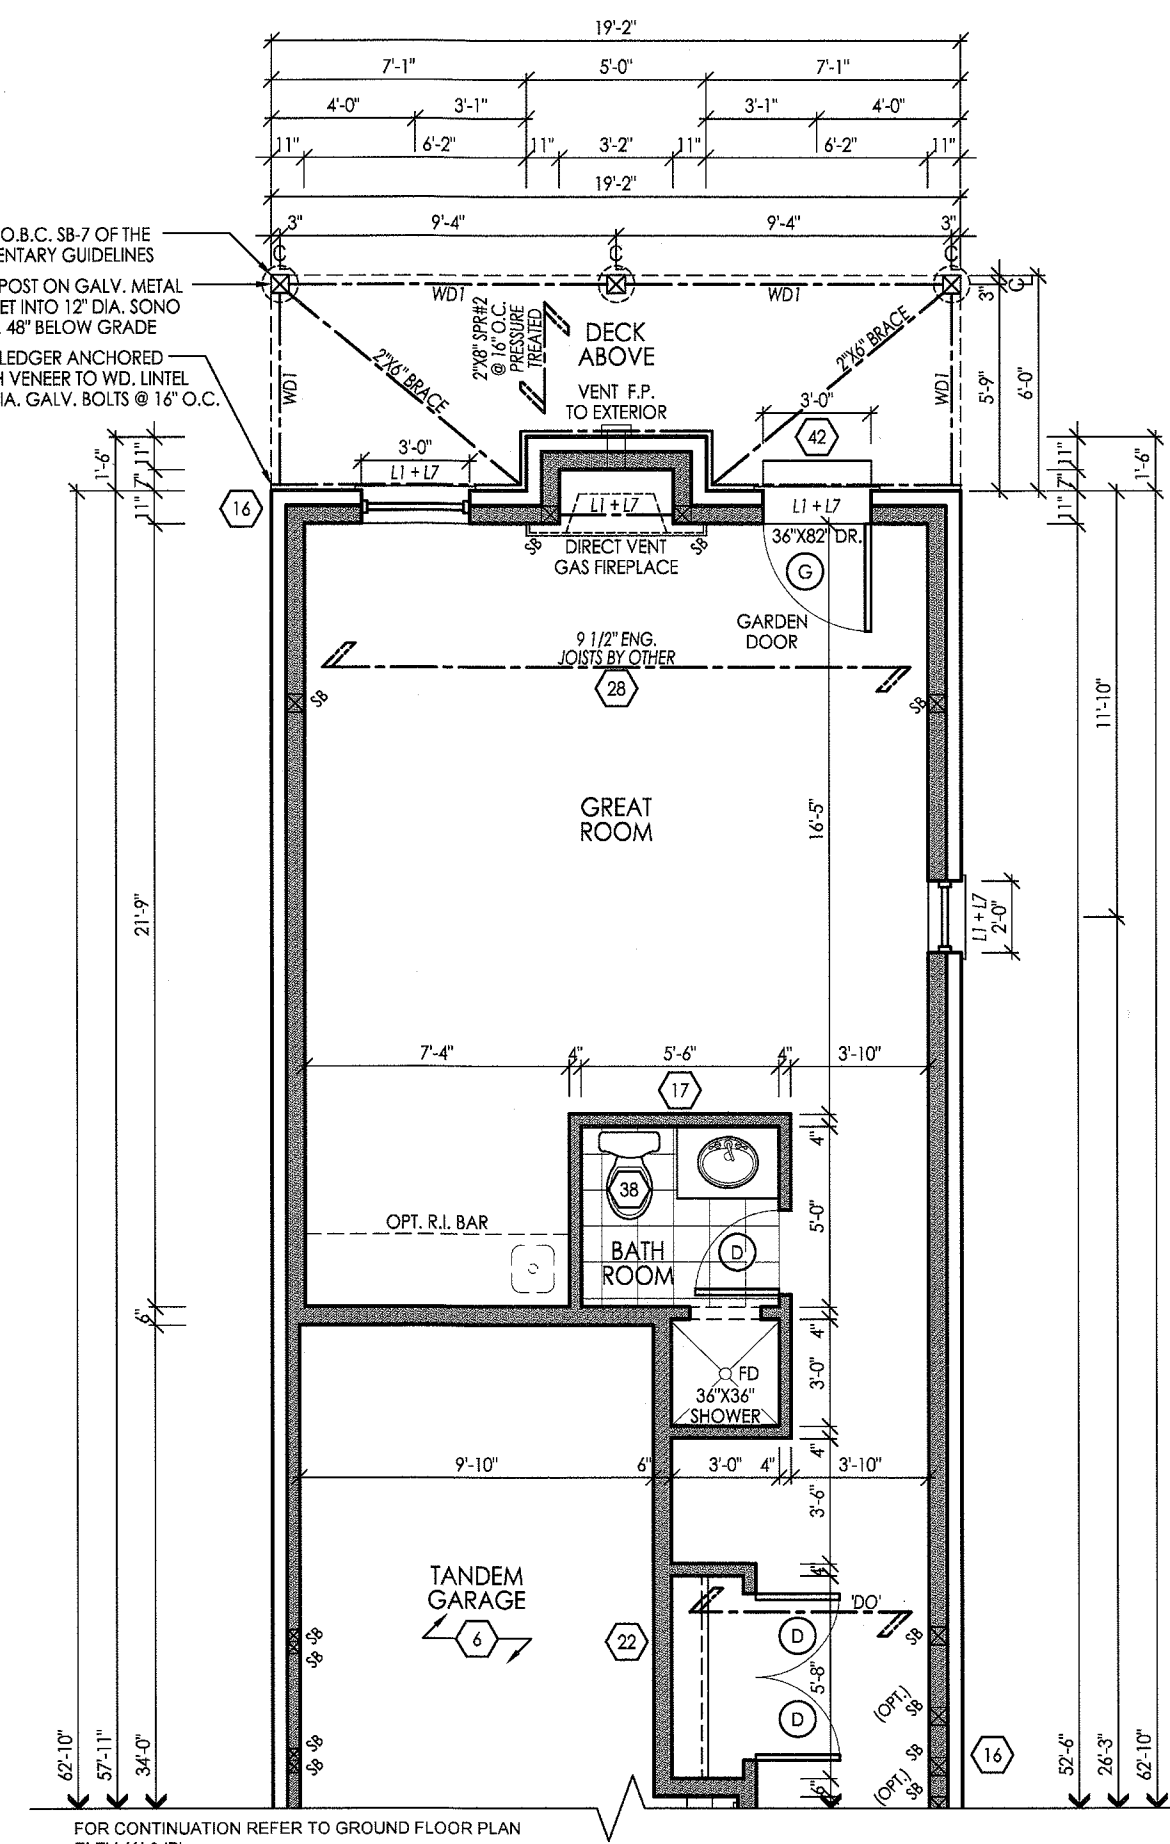 19'-2"
7'-1" 5'-0" 7'-1"
4'-0" 3'-1" 3'-1" 4'-0"
11" 6'-2" 11" 3'-2" 11" 6'-2" 11"
19'-2"
3" 9'-4" 9'-4" 3"
O.B.C. SB-7 OF THE
ENTARY GUIDELINES
POST ON GALV. METAL
ET INTO 12" DIA. SONO
48" BELOW GRADE
LEDGER ANCHORED
H VENEER TO WD. LINTEL
IA. GALV. BOLTS @ 16" O.C.
WD1
WD1
WD1
WD1
2"X6" BRACE
2"X6" BRACE
2"X8" SPR#2
@ 16" O.C.
PRESSURE
TREATED
DECK
ABOVE
VENT F.P.
TO EXTERIOR
3"
5'-9"
6'-0"
3'-0"
42
3'-0"
L1 + L7
L1 + L7
L1 + L7
16
1'-6"
11"
7"
11"
11"
7"
11"
1'-6"
SB
SB
DIRECT VENT
GAS FIREPLACE
36"X82" DR.
G
GARDEN
DOOR
9 1/2" ENG.
JOISTS BY OTHER
28
SB
SB
11'-10"
GREAT
ROOM
16'-5"
21'-9"
L1 + L7
2'-0"
7'-4" 4" 5'-6" 4" 3'-10"
17
4"
38
5'-0"
OPT. R.I. BAR
BATH
ROOM
D
6"
4"
FD
36"X36"
SHOWER
3'-0"
4"
9'-10" 6" 3'-0" 4" 3'-10"
3'-6"
4"
TANDEM
GARAGE
6
22
'DO'
D
D
5'-8"
SB
SB
SB
SB
SB
(OPT.)
SB
SB
(OPT.)
SB
16
6"
62'-10"
57'-11"
34'-0"
52'-6"
26'-3"
62'-10"
FOR CONTINUATION REFER TO GROUND FLOOR PLAN